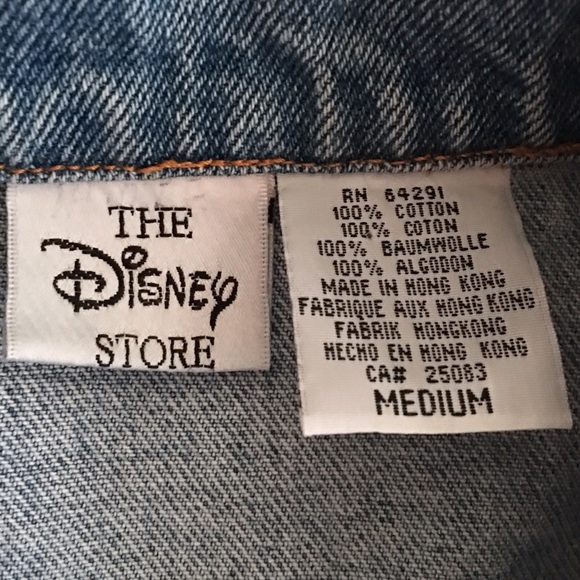 THE
Disney
STORE
RN 64291
100% COTTON
100% COTON
100% BAUMWOLLE
100% ALGODON
MADE IN HONG KONG
FABRIQUE AUX HONG KONG
FABRIK HONGKONG
HECHO EN HONG KONG
CA# 25083
MEDIUM